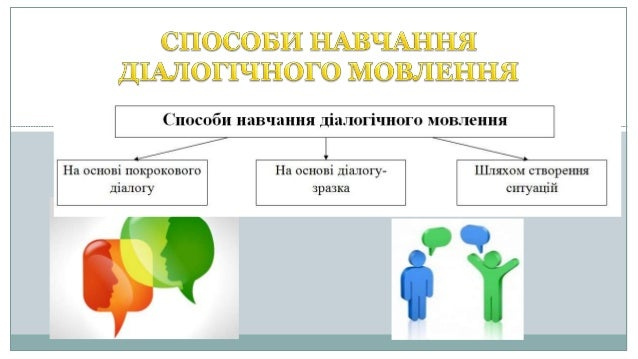 СПОСОБИ НАВЧАННЯ
ДІАЛОГІЧНОГО МОВЛЕННЯ
Способи навчання діалогічного мовлення
На основі покрокового
діалогу
На основі діалогу-
зразка
Шляхом створення
ситуацій